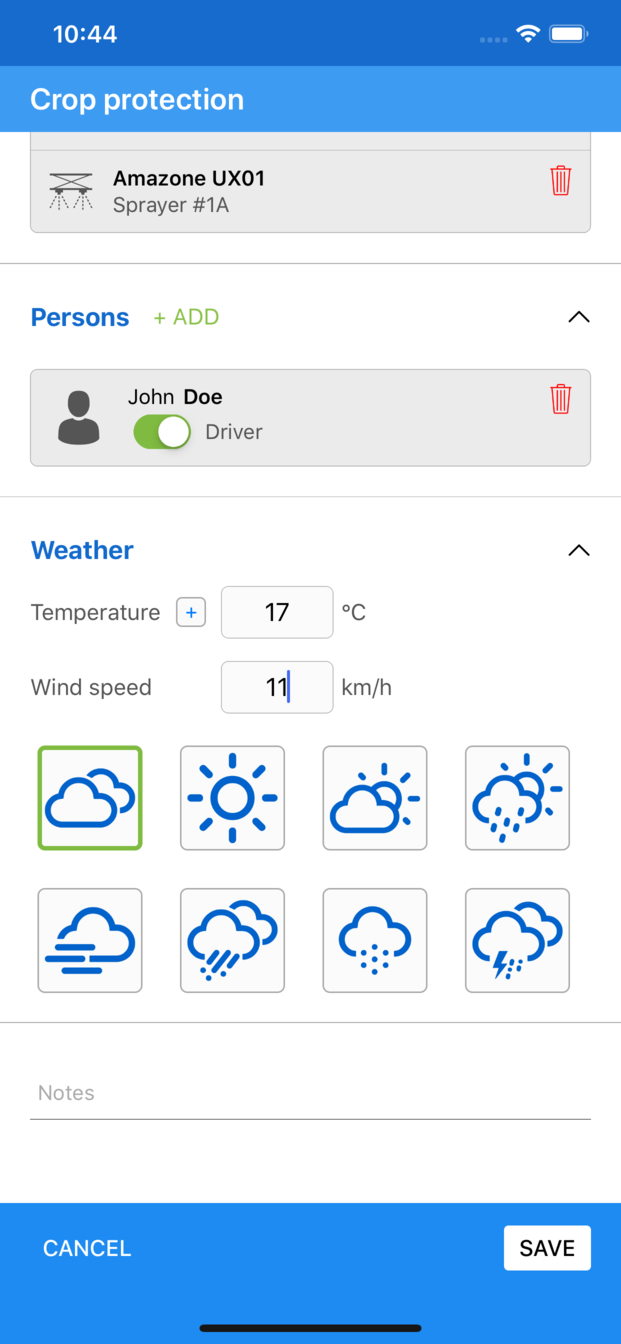 10:44
Crop protection
Amazone UX01
Sprayer #1A
Persons + ADD
John Doe
Driver
Weather
Temperature + 17 °C
Wind speed 11 km/h
Notes
CANCEL SAVE